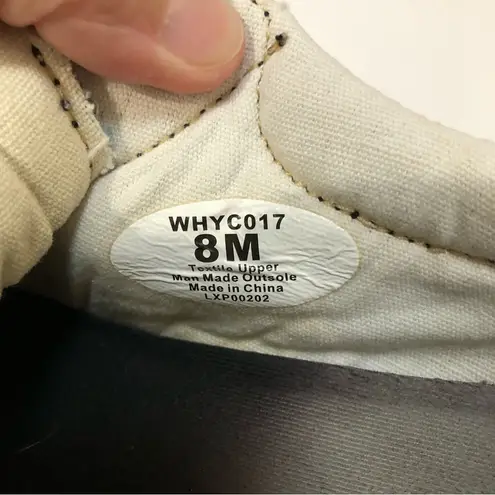 WHYC017
8M
Textile Upper
Man Made Outsole
Made in China
LXP00202